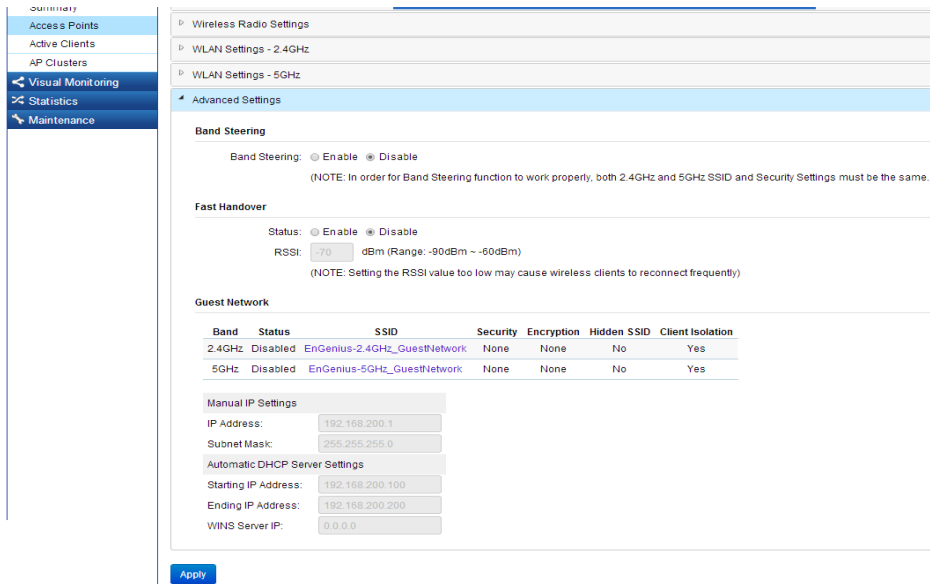 Summary
Access Points
Active Clients
AP Clusters
Visual Monitoring
Statistics
Maintenance
Wireless Radio Settings
WLAN Settings - 2.4GHz
WLAN Settings - 5GHz
Advanced Settings
Band Steering
Band Steering: Enable Disable
(NOTE: In order for Band Steering function to work properly, both 2.4GHz and 5GHz SSID and Security Settings must be the same.
Fast Handover
Status: Enable Disable
RSSI: -70 dBm (Range: -90dBm ~ -60dBm)
(NOTE: Setting the RSSI value too low may cause wireless clients to reconnect frequently)
Guest Network
Band Status SSID Security Encryption Hidden SSID Client Isolation
2.4GHz Disabled EnGenius-2.4GHz_GuestNetwork None None No Yes
5GHz Disabled EnGenius-5GHz_GuestNetwork None None No Yes
Manual IP Settings
IP Address: 192.168.200.1
Subnet Mask: 255.255.255.0
Automatic DHCP Server Settings
Starting IP Address: 192.168.200.100
Ending IP Address: 192.168.200.200
WINS Server IP: 0.0.0.0
Apply